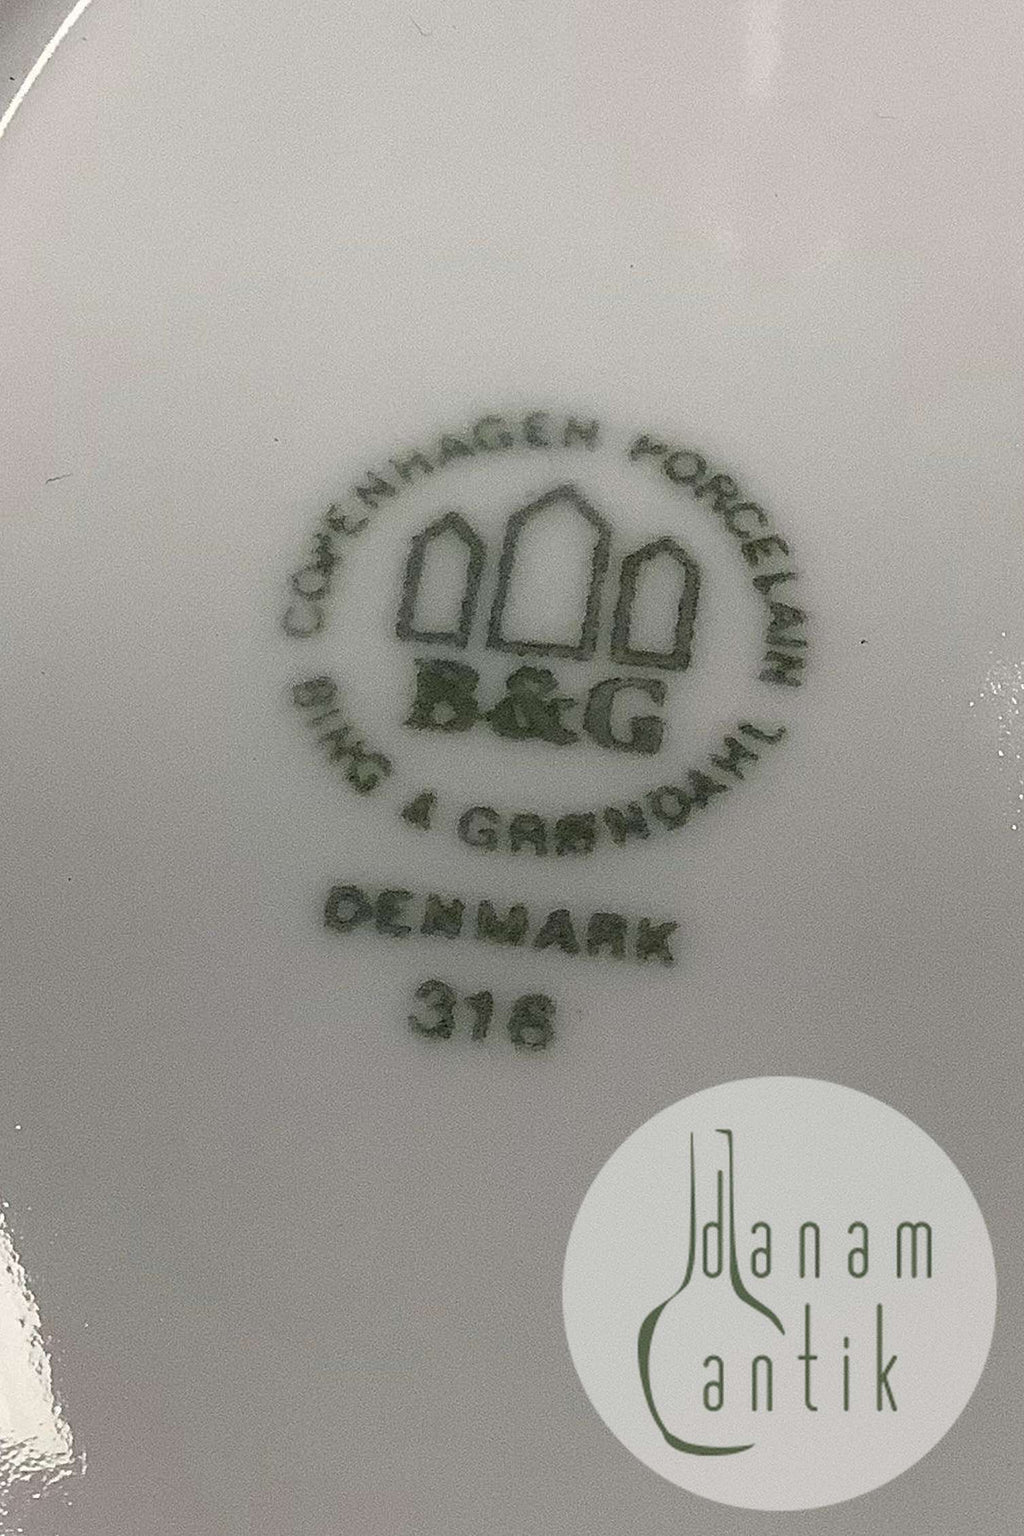 COPENHAGEN PORCELAIN
B&G
BING & GRØNDAHL
DENMARK
316
danam
antik